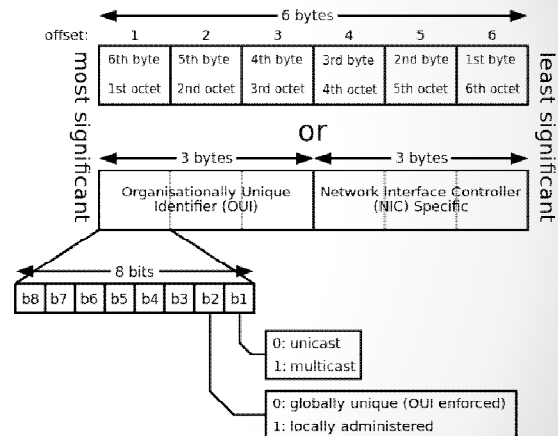 6 bytes
offset: 1 2 3 4 5 6
most significant
6th byte 5th byte 4th byte 3rd byte 2nd byte 1st byte
1st octet 2nd octet 3rd octet 4th octet 5th octet 6th octet
least significant
or
3 bytes 3 bytes
Organisationally Unique Network Interface Controller
Identifier (OUI) (NIC) Specific
8 bits
b8 b7 b6 b5 b4 b3 b2 b1
0: unicast
1: multicast
0: globally unique (OUI enforced)
1: locally administered